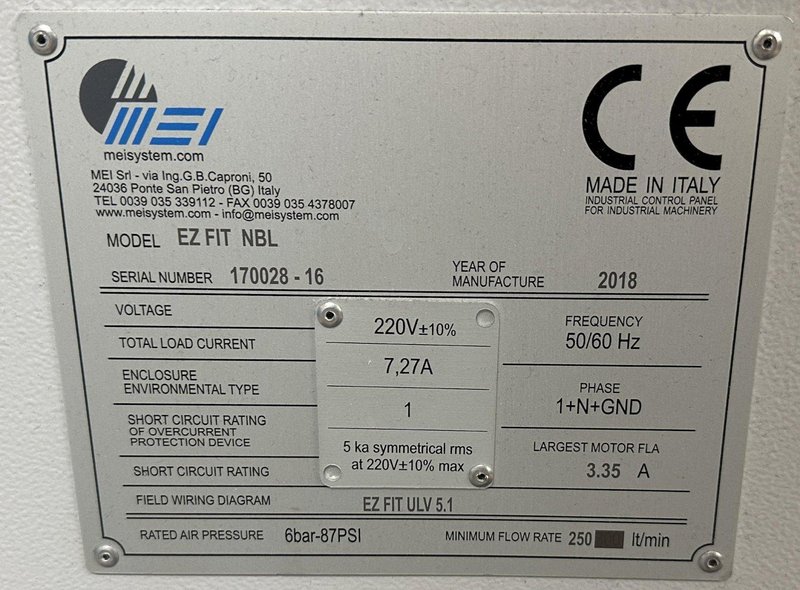 MEI
meisystem.com
MEI Srl - via Ing.G.B.Caproni, 50
24036 Ponte San Pietro (BG) Italy
TEL 0039 035 339112 - FAX 0039 035 4378007
www.meisystem.com - info@meisystem.com
CE
MADE IN ITALY
INDUSTRIAL CONTROL PANEL
FOR INDUSTRIAL MACHINERY
MODEL EZ FIT NBL
SERIAL NUMBER 170028 - 16
YEAR OF
MANUFACTURE 2018
VOLTAGE 220V±10%
FREQUENCY
50/60 Hz
TOTAL LOAD CURRENT 7,27A
ENCLOSURE
ENVIRONMENTAL TYPE 1
PHASE
1+N+GND
SHORT CIRCUIT RATING
OF OVERCURRENT
PROTECTION DEVICE
5 ka symmetrical rms
at 220V±10% max
SHORT CIRCUIT RATING
LARGEST MOTOR FLA
3.35 A
FIELD WIRING DIAGRAM EZ FIT ULV 5.1
RATED AIR PRESSURE 6bar-87PSI
MINIMUM FLOW RATE 250 lt/min